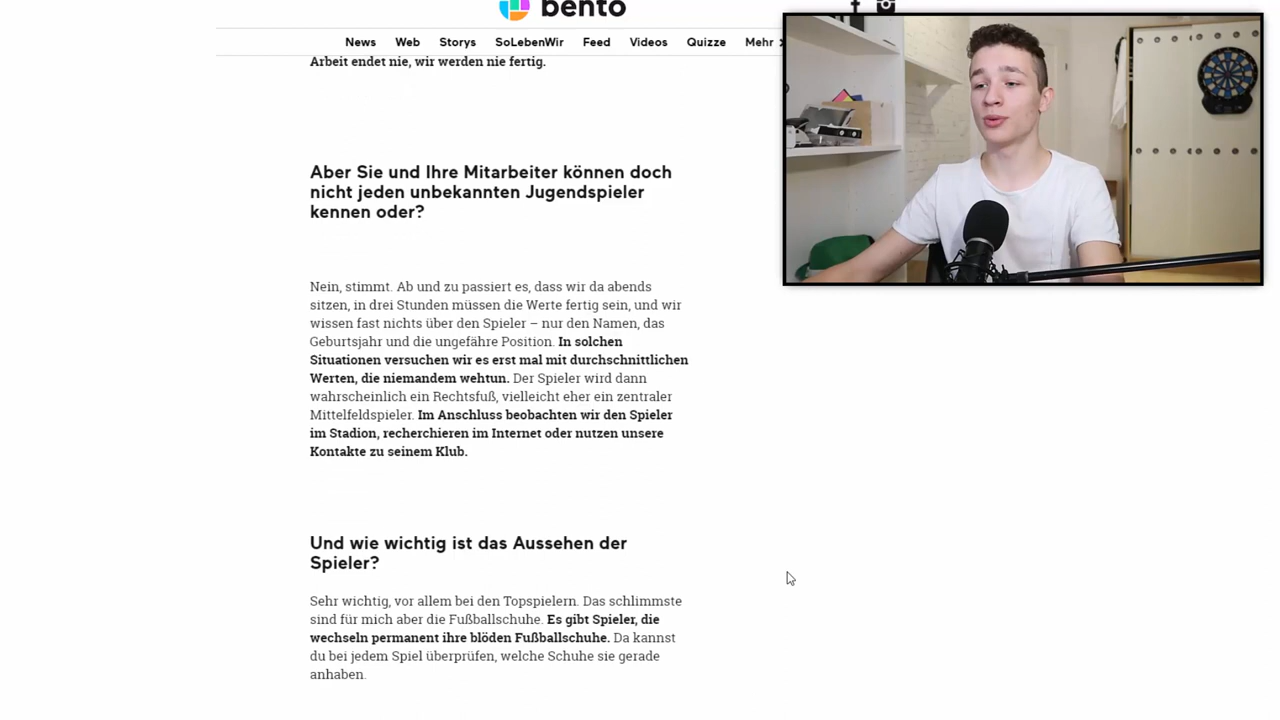 bento
News Web Storys SoLebenWir Feed Videos Quizze Mehr
Arbeit endet nie, wir werden nie fertig.
Aber Sie und Ihre Mitarbeiter können doch
nicht jeden unbekannten Jugendspieler
kennen oder?
Nein, stimmt. Ab und zu passiert es, dass wir da abends
sitzen, in drei Stunden müssen die Werte fertig sein, und wir
wissen fast nichts über den Spieler – nur den Namen, das
Geburtsjahr und die ungefähre Position. In solchen
Situationen versuchen wir es erst mal mit durchschnittlichen
Werten, die niemandem wehtun. Der Spieler wird dann
wahrscheinlich ein Rechtsfuß, vielleicht eher ein zentraler
Mittelfeldspieler. Im Anschluss beobachten wir den Spieler
im Stadion, recherchieren im Internet oder nutzen unsere
Kontakte zu seinem Klub.
Und wie wichtig ist das Aussehen der
Spieler?
Sehr wichtig, vor allem bei den Topspielern. Das schlimmste
sind für mich aber die Fußballschuhe. Es gibt Spieler, die
wechseln permanent ihre blöden Fußballschuhe. Da kannst
du bei jedem Spiel überprüfen, welche Schuhe sie gerade
anhaben.